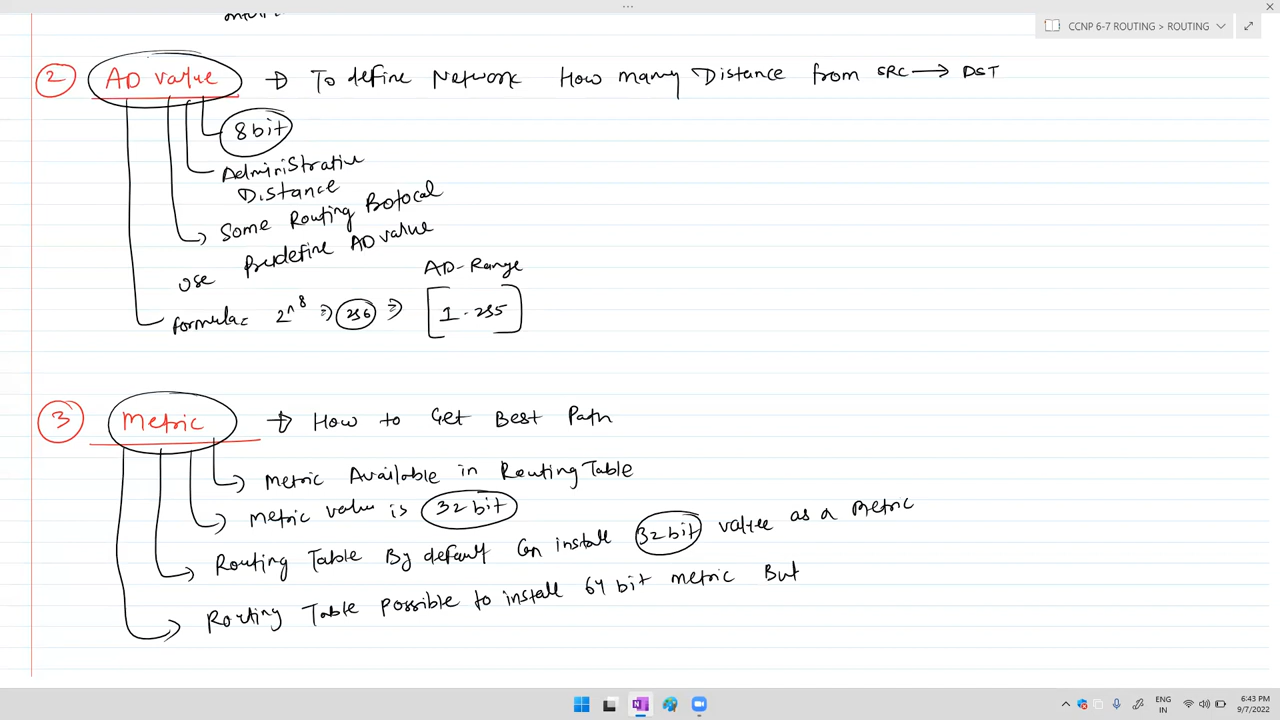 CCNP 6-7 ROUTING > ROUTING
2 AD value → To define Network How many Distance from SRC → DST
8 bit
Administrative
Distance
Some Routing Protocal
use Predefine AD value
AD-Range
formula= 2^n 8 ⇒ 256 ⇒ [1-255]
3 Metric → How to Get Best Path
Metric Available in Routing Table
Metric value is 32 bit
Routing Table By default Can install 32 bit value as a Metric
Routing Table Possible to install 64 bit metric But
ENG
IN
6:43 PM
9/7/2022